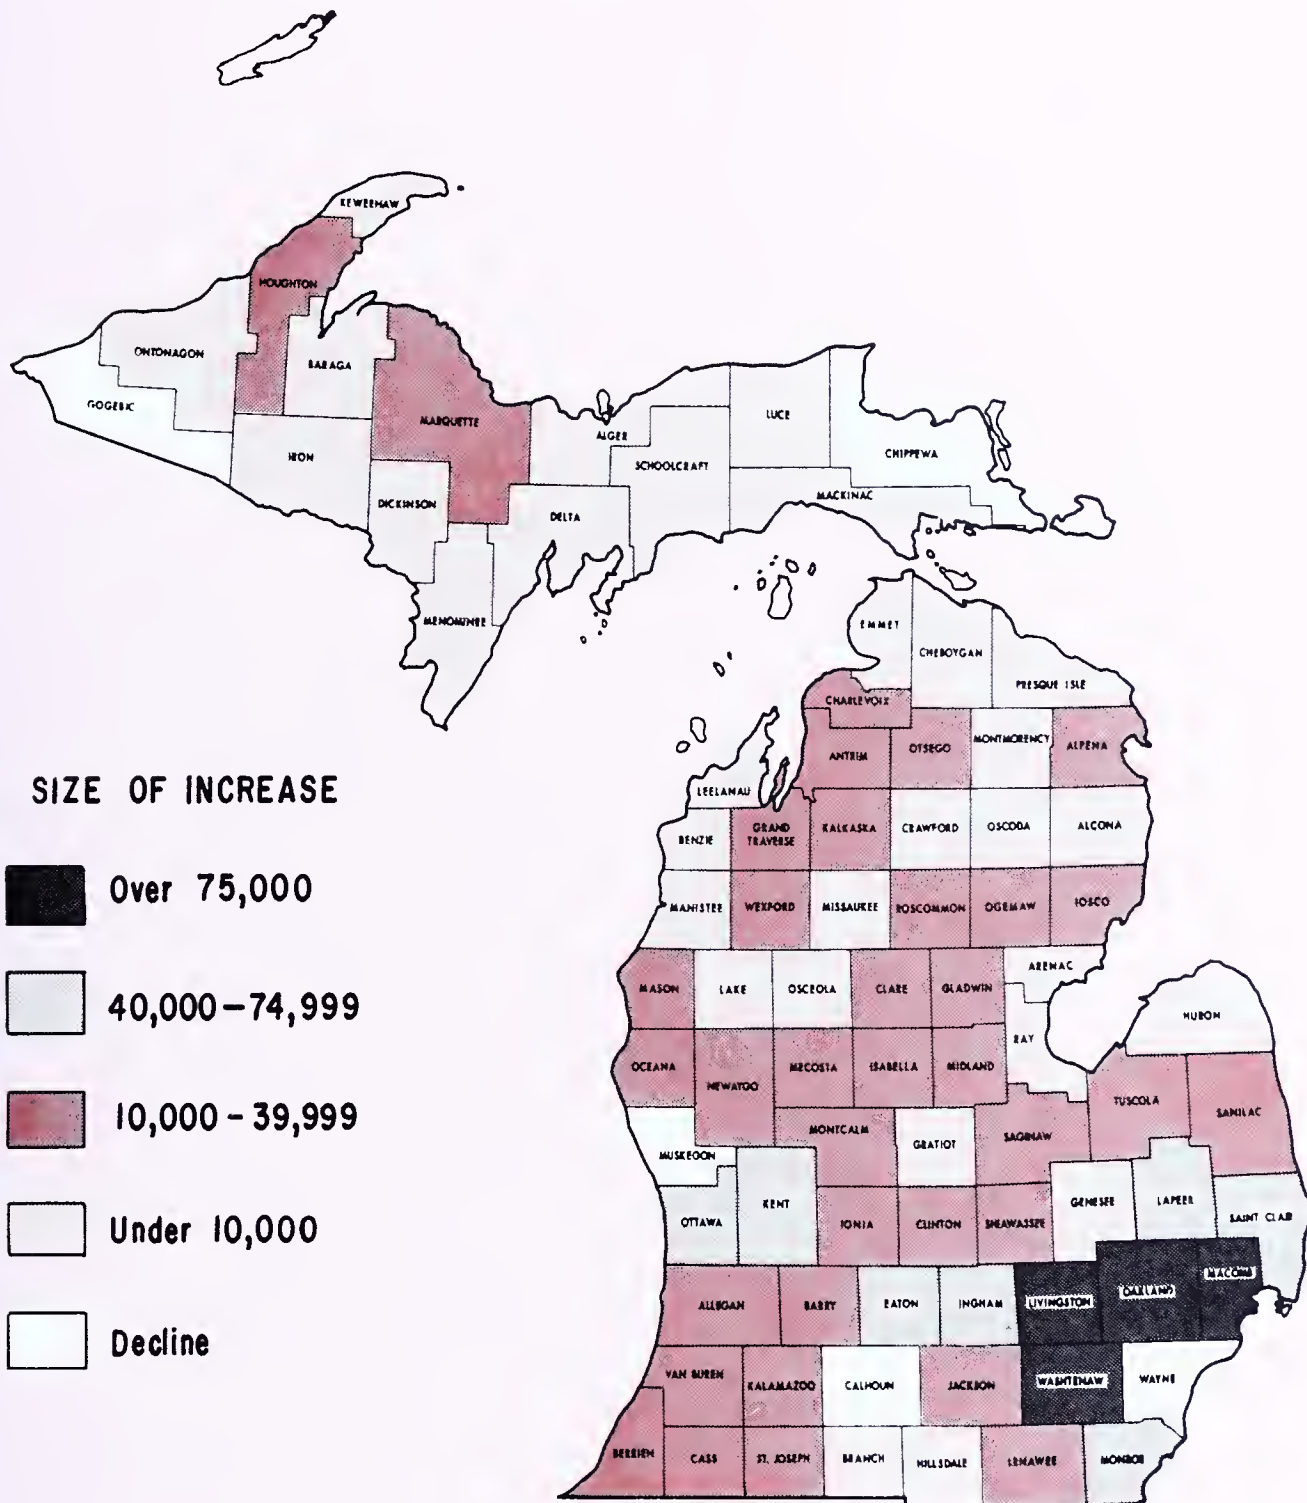 KEWEENAW
HOUGHTON
ONTONAGON
BARAGA
GOGEBIC
MARQUETTE
LUCE
ALGER
CHIPPEWA
IRON
SCHOOLCRAFT
MACKINAC
DICKINSON
DELTA
MENOMINEE
EMMET
CHEBOYGAN
PRESQUE ISLE
CHARLEVOIX
ANTRIM
OTSEGO
MONTMORENCY
ALPENA
SIZE OF INCREASE
Over 75,000
40,000-74,999
10,000-39,999
Under 10,000
Decline
LEELANAU
BENZIE
GRAND
TRAVERSE
KALKASKA
CRAWFORD
OSCODA
ALCONA
MANISTEE
WEXFORD
MISSAUKEE
ROSCOMMON
OGEMAW
IOSCO
ARENAC
MASON
LAKE
OSCEOLA
CLARE
GLADWIN
HURON
BAY
OCEANA
NEWAYGO
MECOSTA
ISABELLA
MIDLAND
TUSCOLA
SANILAC
MONTCALM
GRATIOT
SAGINAW
MUSKEGON
KENT
GENESEE
LAPEER
SAINT CLAIR
OTTAWA
IONIA
CLINTON
SHIAWASSEE
ALLEGAN
BARRY
EATON
INGHAM
LIVINGSTON
OAKLAND
MACOMB
VAN BUREN
KALAMAZOO
CALHOUN
JACKSON
WASHTENAW
WAYNE
BERRIEN
CASS
ST. JOSEPH
BRANCH
HILLSDALE
LENAWEE
MONROE